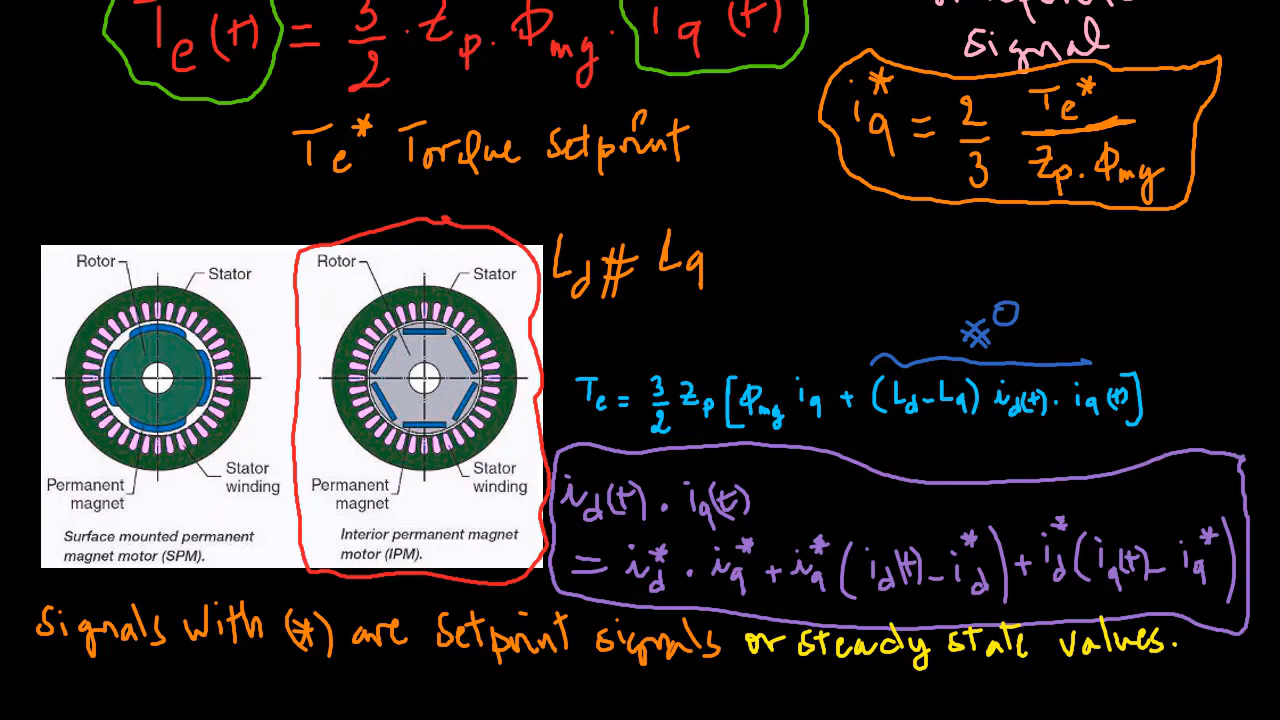 or reference
signal
Te(t) = 3/2 · Zp · Φmg · iq(t)
iq* = 2/3 Te*/(Zp · Φmg)
Te* Torque Setpoint
Ld # Lq
Rotor
Stator
Permanent
magnet
Stator
winding
Surface mounted permanent
magnet motor (SPM).
Rotor
Stator
Permanent
magnet
Stator
winding
Interior permanent magnet
motor (IPM).
# 0
Te = 3/2 Zp [Φmg iq + (Ld - Lq) id(t) · iq(t)]
id(t) · iq(t)
= id* · iq* + iq* (id(t) - id*) + id* (iq(t) - iq*)
Signals with (*) are setpoint signals or steady state values.